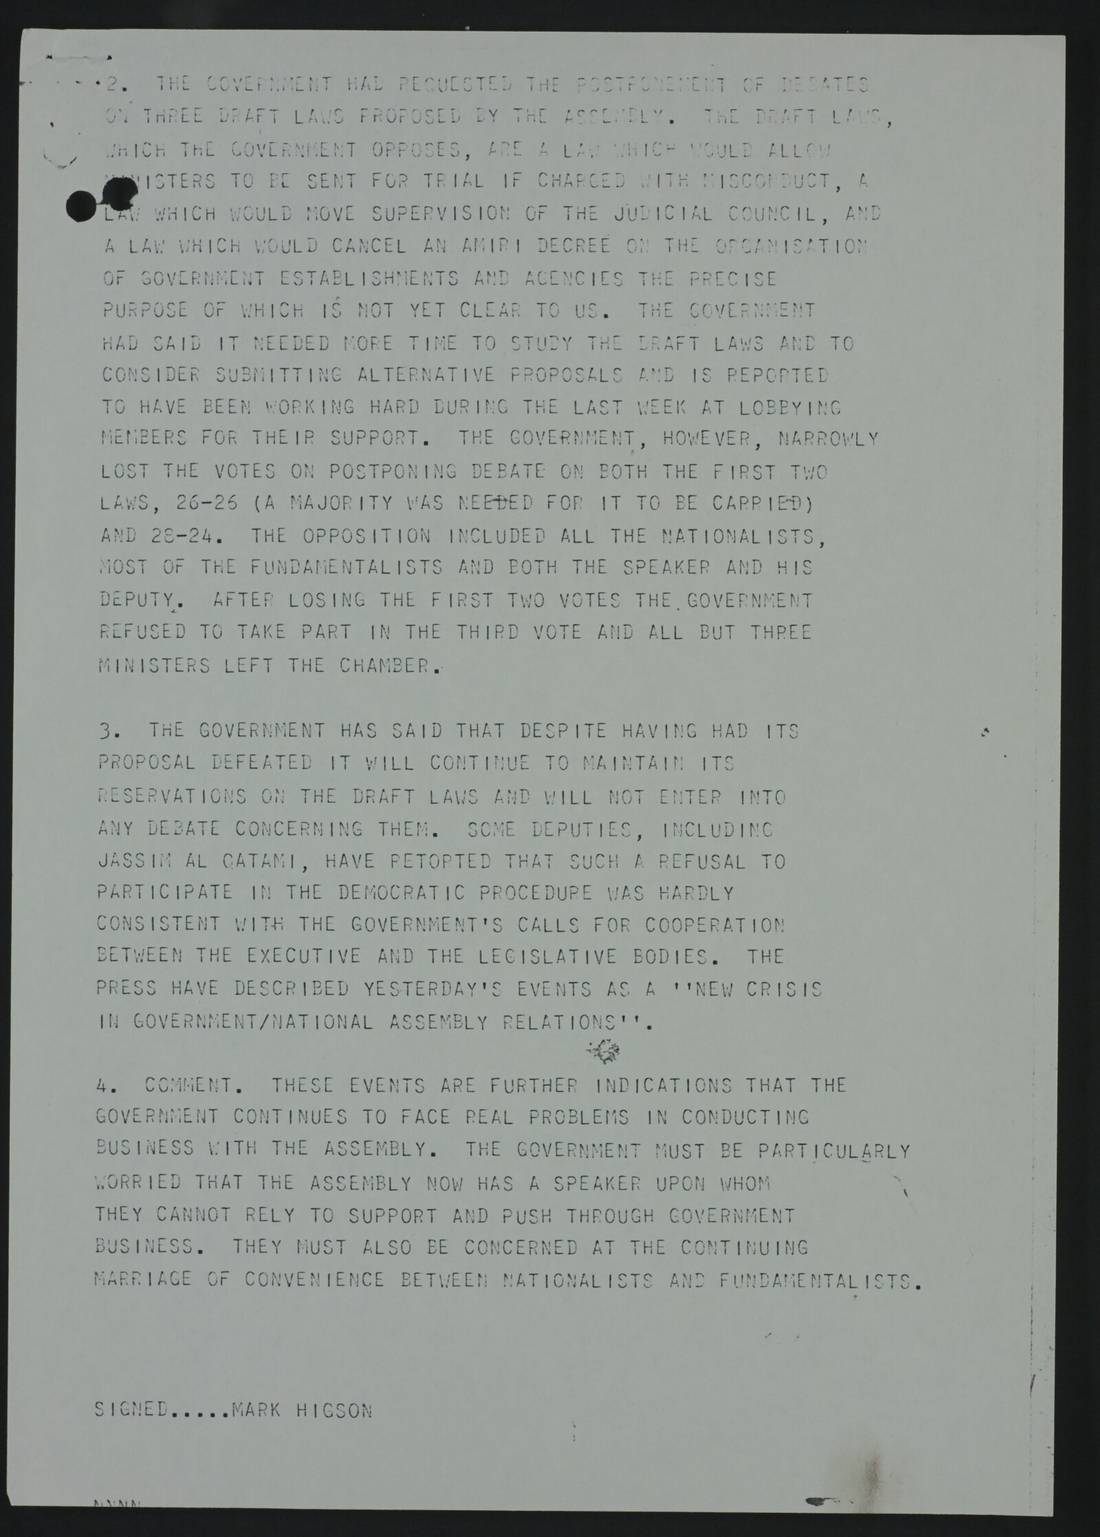 2. THE GOVERNMENT HAD REQUESTED THE POSTPONEMENT OF DEBATES
ON THREE DRAFT LAWS PROPOSED BY THE ASSEMBLY. THE DRAFT LAWS,
WHICH THE GOVERNMENT OPPOSES, ARE A LAW WHICH WOULD ALLOW
MINISTERS TO BE SENT FOR TRIAL IF CHARGED WITH MISCONDUCT, A
LAW WHICH WOULD MOVE SUPERVISION OF THE JUDICIAL COUNCIL, AND
A LAW WHICH WOULD CANCEL AN AMIRI DECREE ON THE ORGANISATION
OF GOVERNMENT ESTABLISHMENTS AND AGENCIES THE PRECISE
PURPOSE OF WHICH IS NOT YET CLEAR TO US. THE GOVERNMENT
HAD SAID IT NEEDED MORE TIME TO STUDY THE DRAFT LAWS AND TO
CONSIDER SUBMITTING ALTERNATIVE PROPOSALS AND IS REPORTED
TO HAVE BEEN WORKING HARD DURING THE LAST WEEK AT LOBBYING
MEMBERS FOR THEIR SUPPORT. THE GOVERNMENT, HOWEVER, NARROWLY
LOST THE VOTES ON POSTPONING DEBATE ON BOTH THE FIRST TWO
LAWS, 26-26 (A MAJORITY WAS NEEDED FOR IT TO BE CARRIED)
AND 28-24. THE OPPOSITION INCLUDED ALL THE NATIONALISTS,
MOST OF THE FUNDAMENTALISTS AND BOTH THE SPEAKER AND HIS
DEPUTY. AFTER LOSING THE FIRST TWO VOTES THE GOVERNMENT
REFUSED TO TAKE PART IN THE THIRD VOTE AND ALL BUT THREE
MINISTERS LEFT THE CHAMBER.
3. THE GOVERNMENT HAS SAID THAT DESPITE HAVING HAD ITS
PROPOSAL DEFEATED IT WILL CONTINUE TO MAINTAIN ITS
RESERVATIONS ON THE DRAFT LAWS AND WILL NOT ENTER INTO
ANY DEBATE CONCERNING THEM. SOME DEPUTIES, INCLUDING
JASSIM AL QATAMI, HAVE RETORTED THAT SUCH A REFUSAL TO
PARTICIPATE IN THE DEMOCRATIC PROCEDURE WAS HARDLY
CONSISTENT WITH THE GOVERNMENT'S CALLS FOR COOPERATION
BETWEEN THE EXECUTIVE AND THE LEGISLATIVE BODIES. THE
PRESS HAVE DESCRIBED YESTERDAY'S EVENTS AS A ''NEW CRISIS
IN GOVERNMENT/NATIONAL ASSEMBLY RELATIONS''.
4. COMMENT. THESE EVENTS ARE FURTHER INDICATIONS THAT THE
GOVERNMENT CONTINUES TO FACE REAL PROBLEMS IN CONDUCTING
BUSINESS WITH THE ASSEMBLY. THE GOVERNMENT MUST BE PARTICULARLY
WORRIED THAT THE ASSEMBLY NOW HAS A SPEAKER UPON WHOM
THEY CANNOT RELY TO SUPPORT AND PUSH THROUGH GOVERNMENT
BUSINESS. THEY MUST ALSO BE CONCERNED AT THE CONTINUING
MARRIAGE OF CONVENIENCE BETWEEN NATIONALISTS AND FUNDAMENTALISTS.
SIGNED.....MARK HIGSON
NNNN